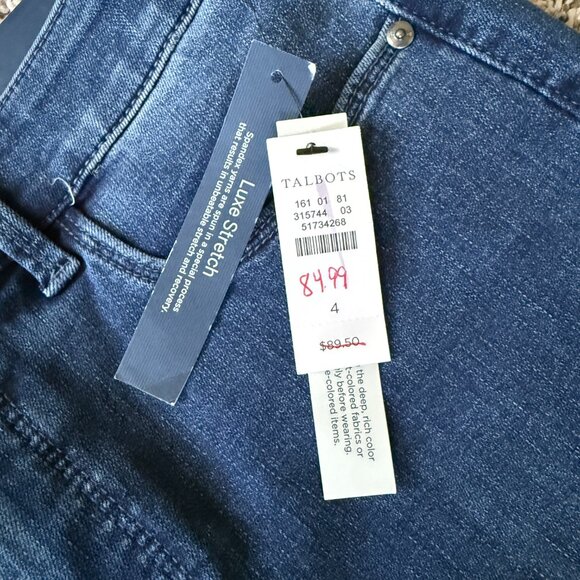 Luxe Stretch
Spandex yarns are spun in a special process
that results in unbeatable stretch and recovery.
TALBOTS
161 01 81
315744 03
51734268
84.99
4
$89.50
the deep, rich color
t-colored fabrics or
ly before wearing.
e-colored items.